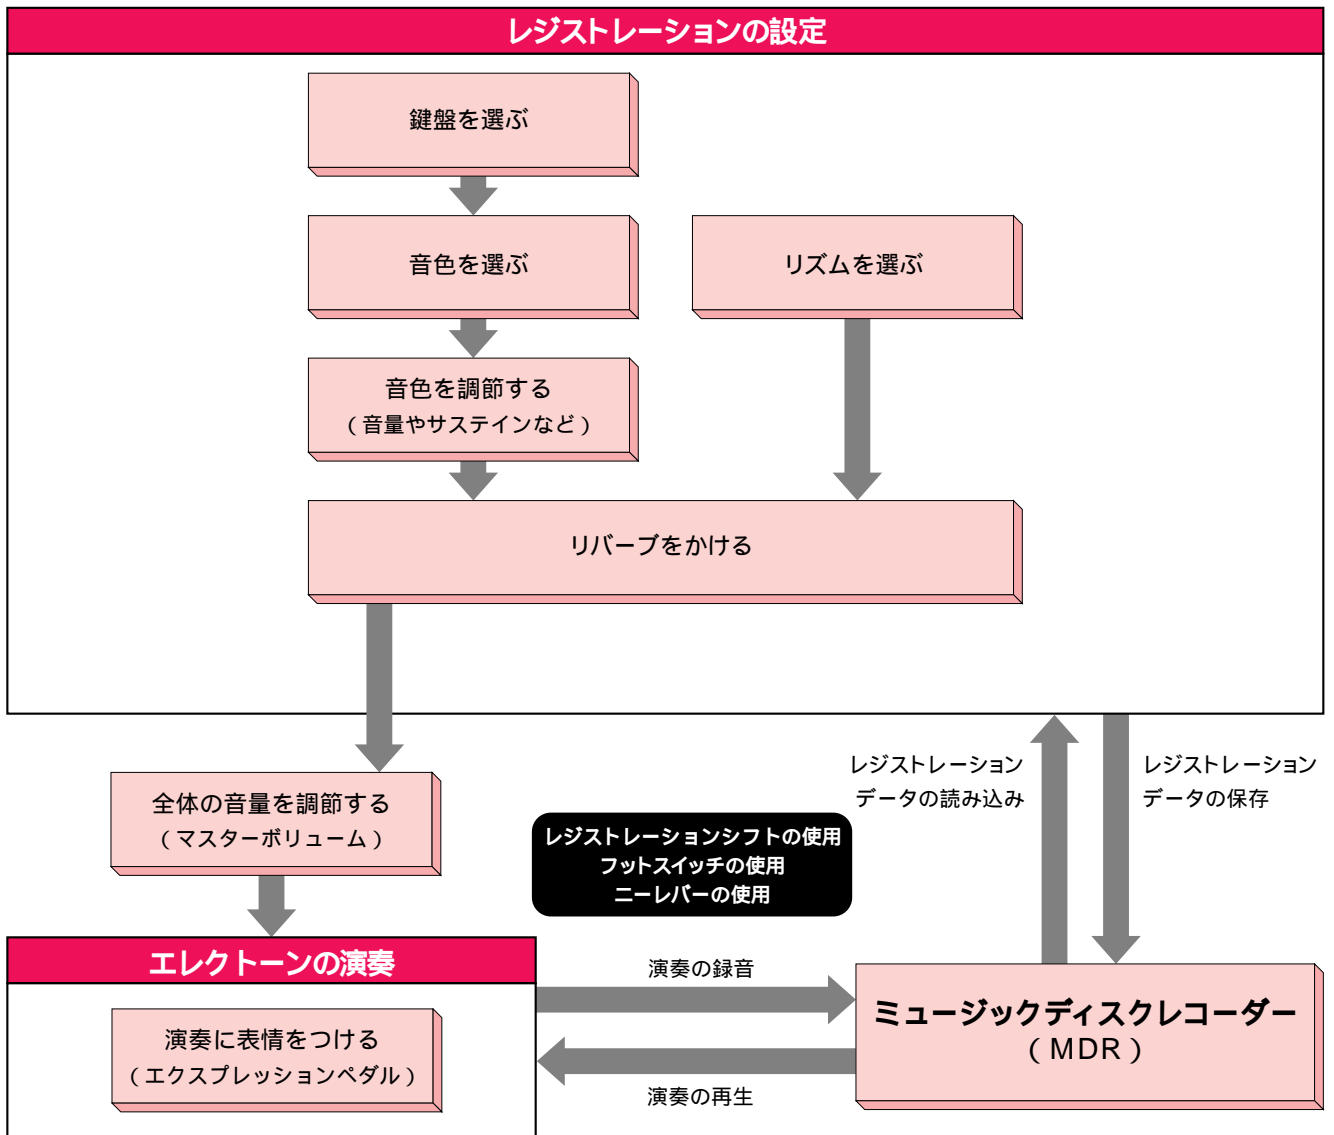 レジストレーションの設定
鍵盤を選ぶ
音色を選ぶ
リズムを選ぶ
音色を調節する
（音量やサステインなど）
リバーブをかける
全体の音量を調節する
（マスターボリューム）
レジストレーションシフトの使用
フットスイッチの使用
ニーレバーの使用
レジストレーション
データの読み込み
レジストレーション
データの保存
エレクトーンの演奏
演奏に表情をつける
（エクスプレッションペダル）
演奏の録音
演奏の再生
ミュージックディスクレコーダー
（MDR）